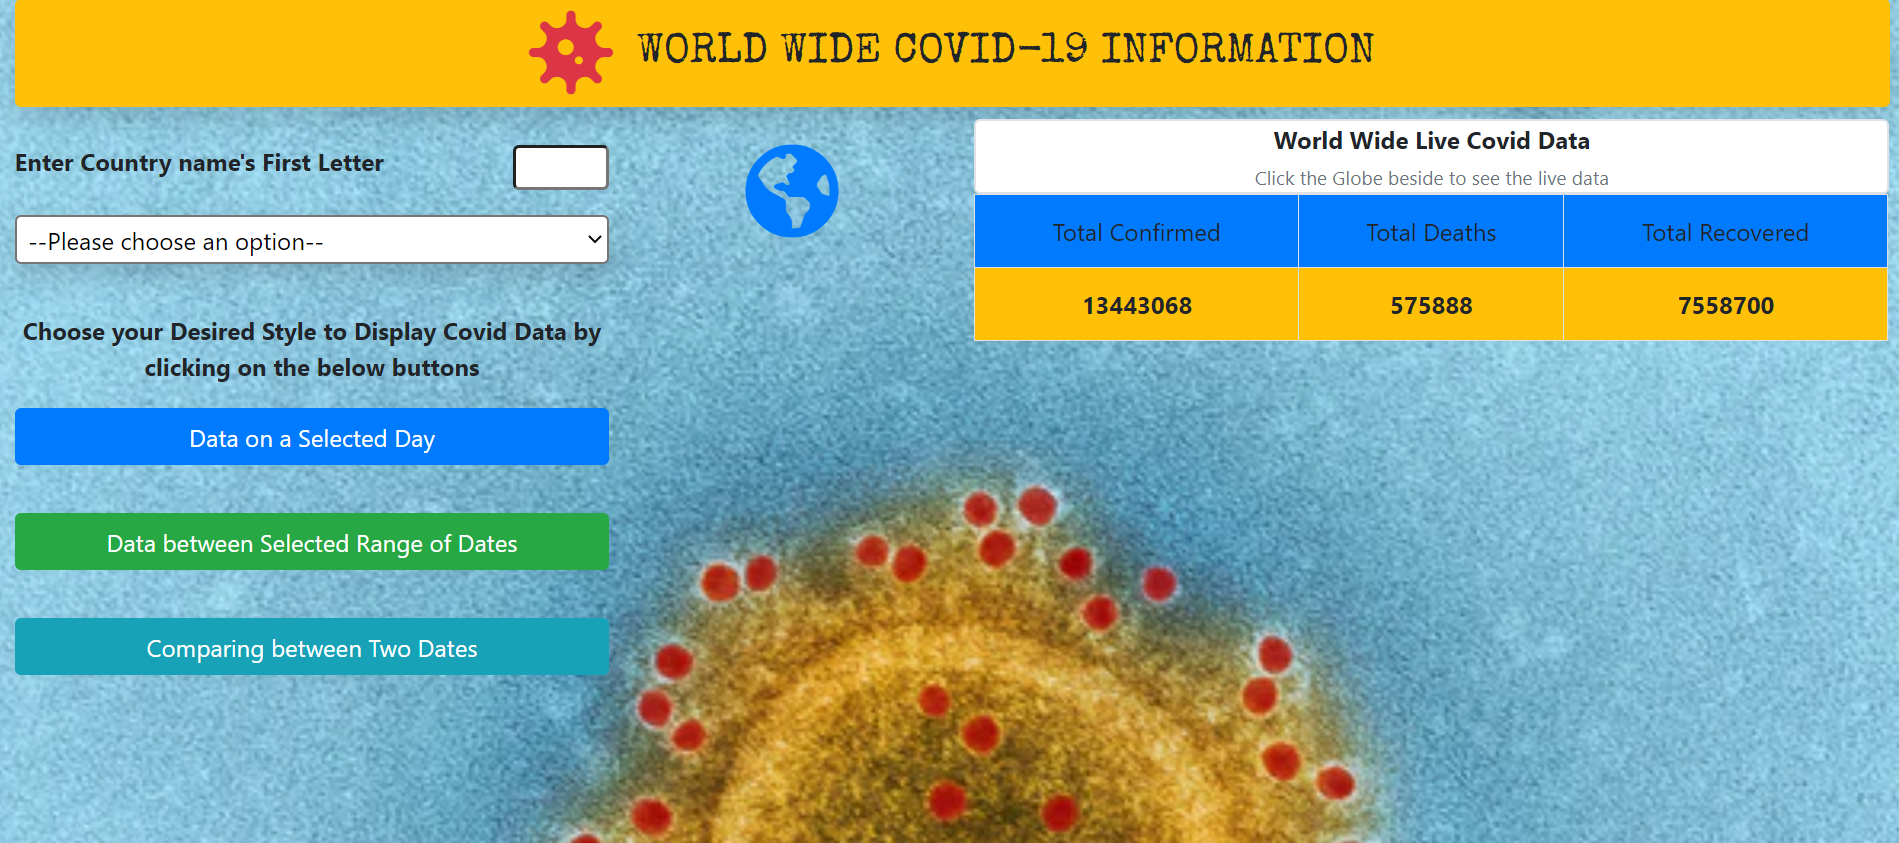 WORLD WIDE COVID-19 INFORMATION
Enter Country name's First Letter
--Please choose an option--
Choose your Desired Style to Display Covid Data by
clicking on the below buttons
Data on a Selected Day
Data between Selected Range of Dates
Comparing between Two Dates
World Wide Live Covid Data
Click the Globe beside to see the live data
Total Confirmed Total Deaths Total Recovered
13443068 575888 7558700